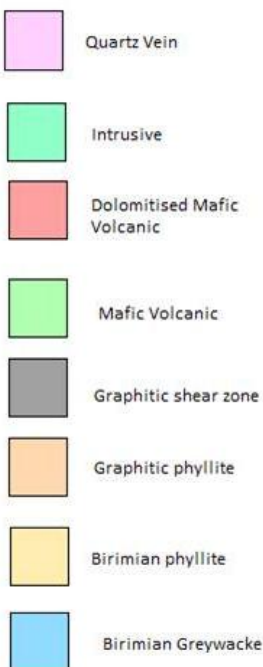 Quartz Vein
Intrusive
Dolomitised Mafic
Volcanic
Mafic Volcanic
Graphitic shear zone
Graphitic phyllite
Birimian phyllite
Birimian Greywacke